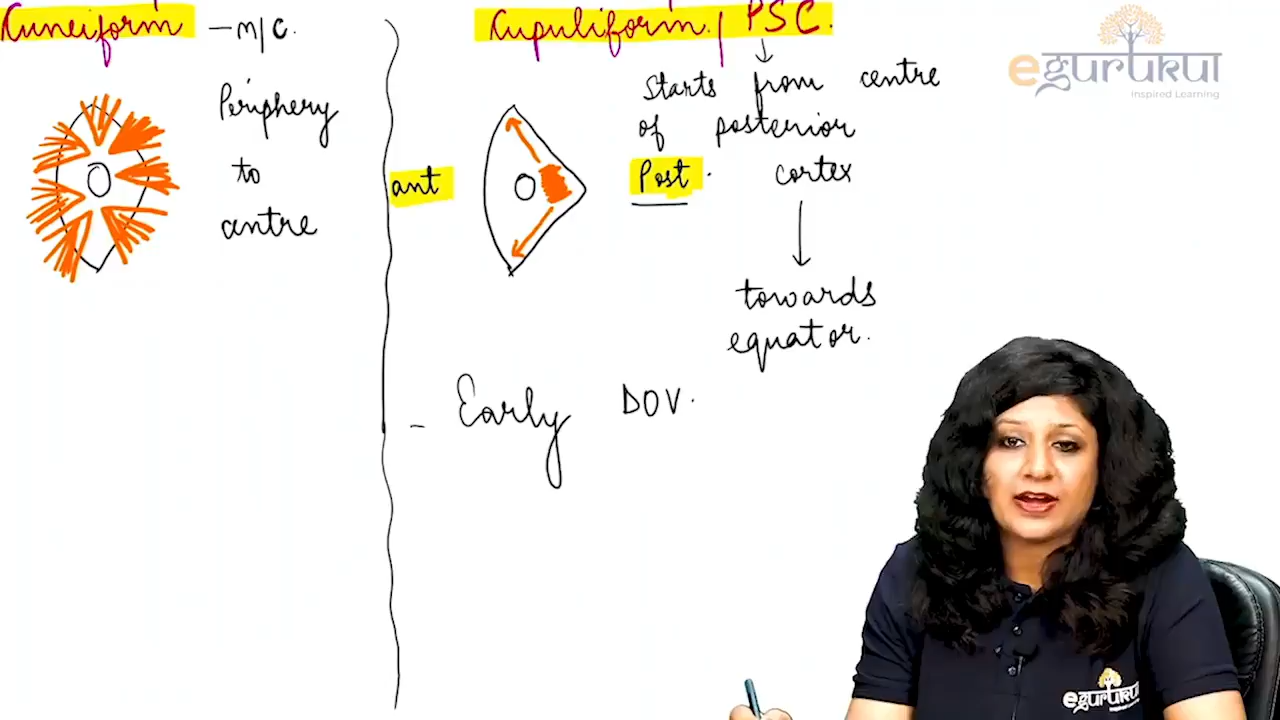 Cuneiform - m/c.
Periphery
to
centre
Cupuliform / PSC
Starts from centre
of posterior
cortex
ant
Post.
towards
equator.
- Early DOV.
egurukul
Inspired Learning
egurukul